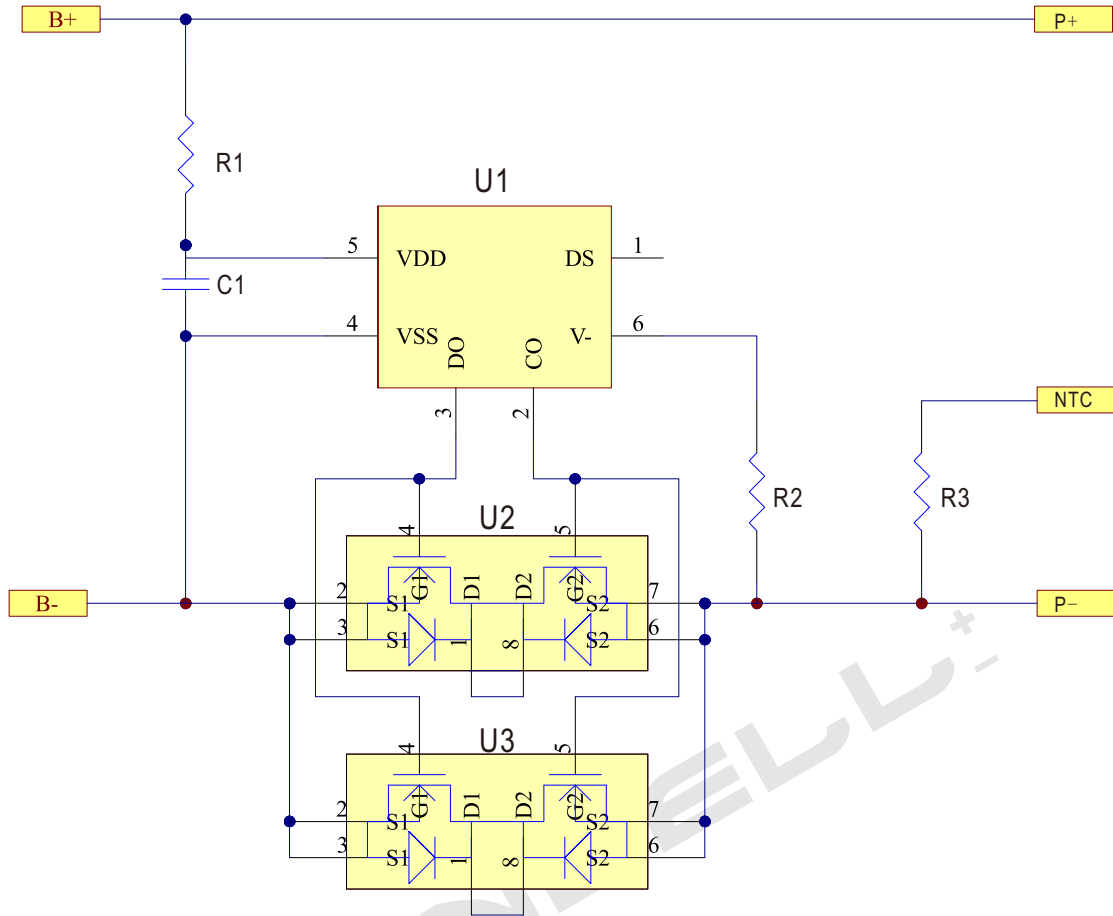 B+
P+
R1
U1
5 VDD DS 1
C1
4 VSS V- 6
DO CO
3 2
NTC
R2
R3
U2
4 5
G1 D1 D2 G2
B-
2 S1 S2 7
P-
3 S1 1 8 S2 6
+
-
U3
4 5
G1 D1 D2 G2
2 S1 S2 7
3 S1 1 8 S2 6
ELL